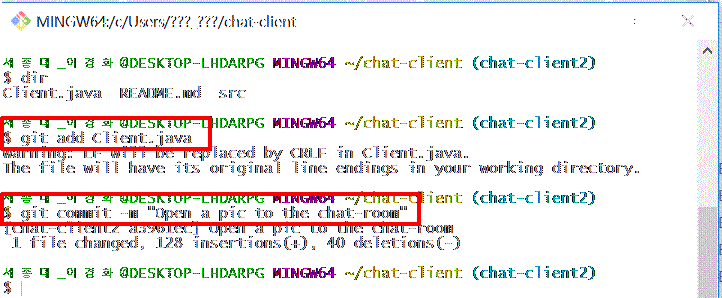 MINGW64:/c/Users/???_???/chat-client
세종대_이경화@DESKTOP-LHDARPG MINGW64 ~/chat-client (chat-client2)
$ dir
Client.java README.md src
세종대_이경화@DESKTOP-LHDARPG MINGW64 ~/chat-client (chat-client2)
$ git add Client.java
warning: LF will be replaced by CRLF in Client.java.
The file will have its original line endings in your working directory.
세종대_이경화@DESKTOP-LHDARPG MINGW64 ~/chat-client (chat-client2)
$ git commit -m "Open a pic to the chat-room"
[chat-client2 a5961ec] Open a pic to the chat-room
1 file changed, 128 insertions(+), 40 deletions(-)
세종대_이경화@DESKTOP-LHDARPG MINGW64 ~/chat-client (chat-client2)
$